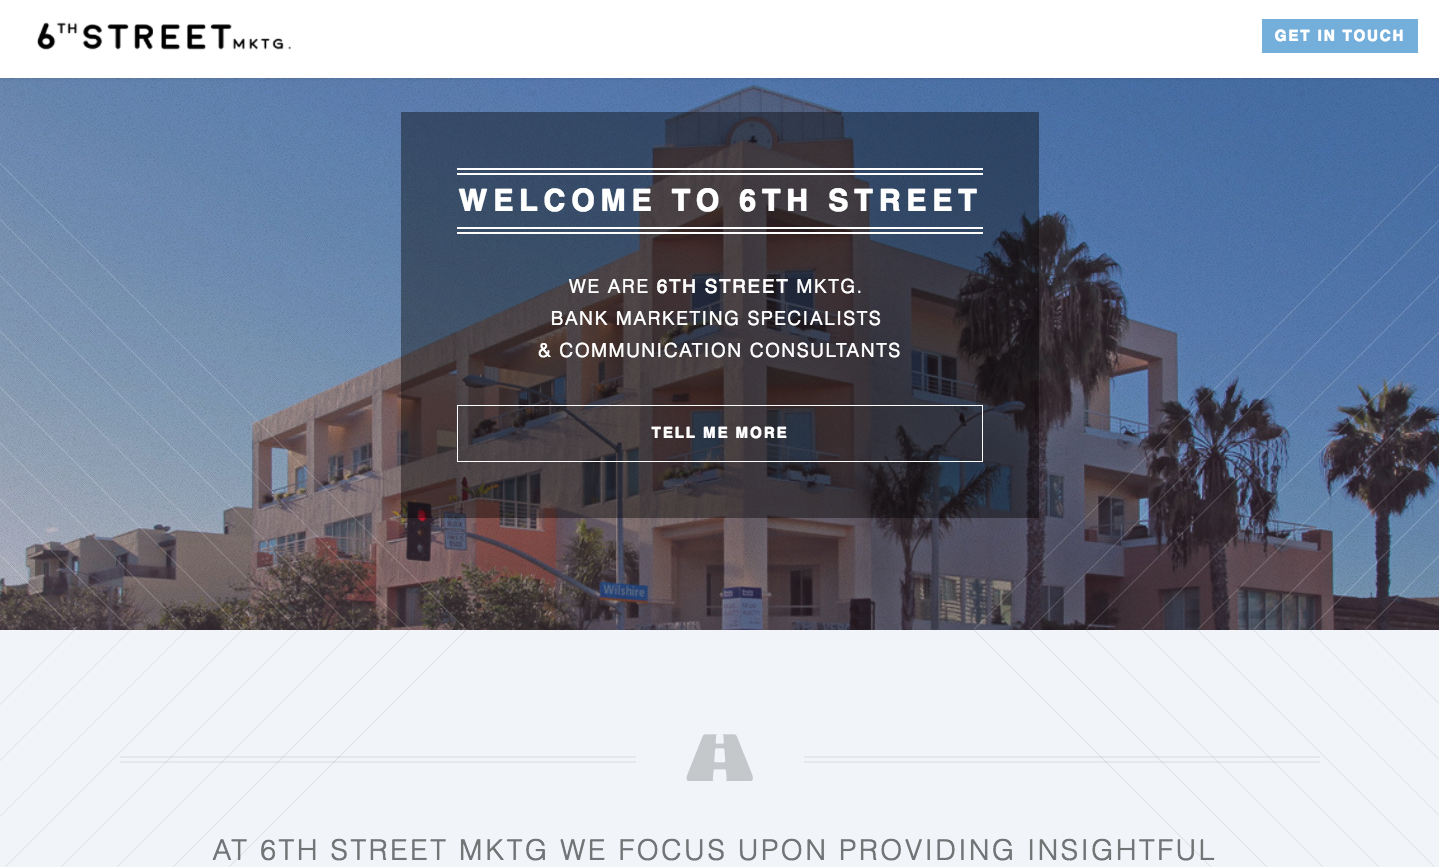 6TH STREET MKTG.
GET IN TOUCH
WELCOME TO 6TH STREET
WE ARE 6TH STREET MKTG.
BANK MARKETING SPECIALISTS
& COMMUNICATION CONSULTANTS
TELL ME MORE
Wilshire
AT 6TH STREET MKTG WE FOCUS UPON PROVIDING INSIGHTFUL